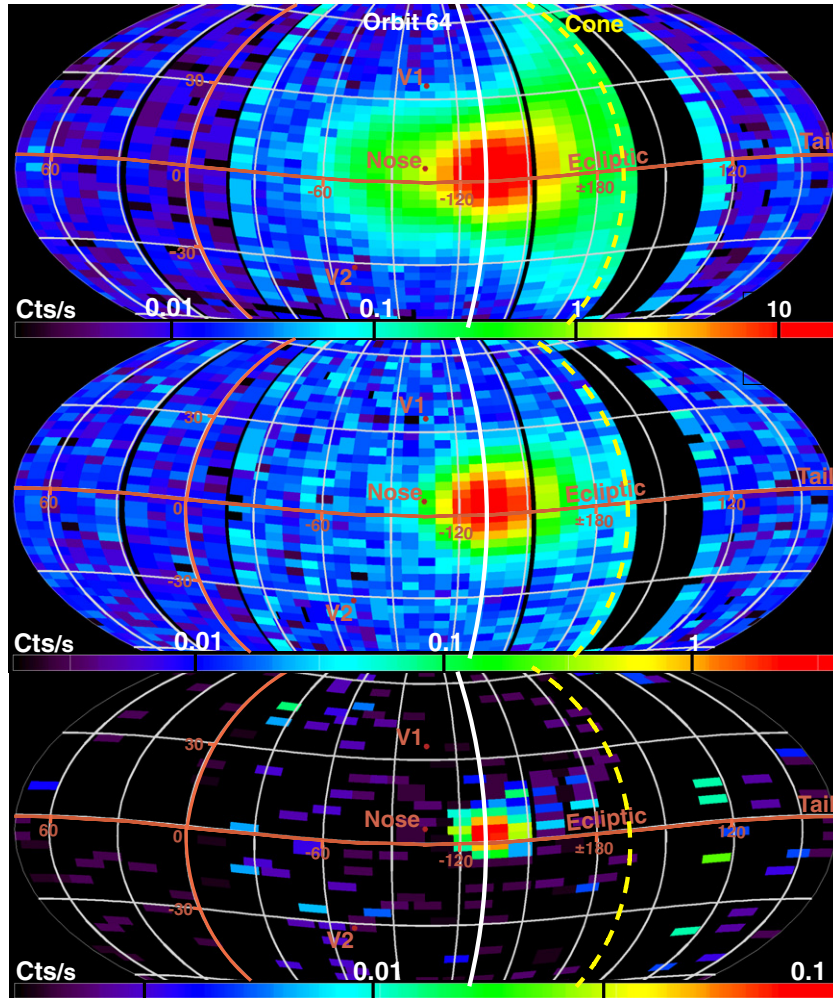 Orbit 64 Cone
V1
30
Nose Ecliptic Tail
60 0 -60 -120 ±180 120
-30
V2
Cts/s 0.01 0.1 1 10
V1
30
Nose Ecliptic Tail
60 0 -60 -120 ±180 120
-30
V2
Cts/s 0.01 0.1 1
V1
30
Nose Ecliptic Tail
60 0 -60 -120 ±180 120
-30
V2
Cts/s 0.01 0.1